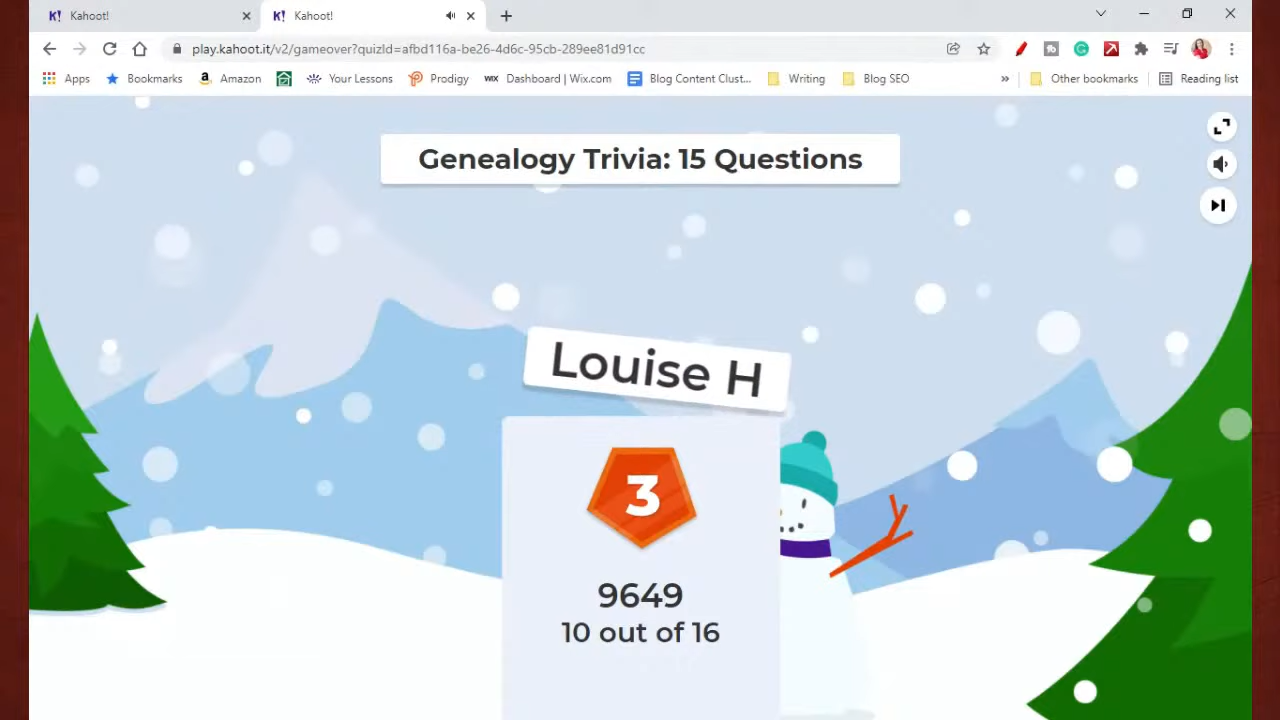 K! Kahoot!
K! Kahoot!
play.kahoot.it/v2/gameover?quizId=afbd116a-be26-4d6c-95cb-289ee81d91cc
Apps Bookmarks Amazon Your Lessons Prodigy WIX Dashboard | Wix.com Blog Content Clust... Writing Blog SEO » Other bookmarks Reading list
Genealogy Trivia: 15 Questions
Louise H
3
9649
10 out of 16